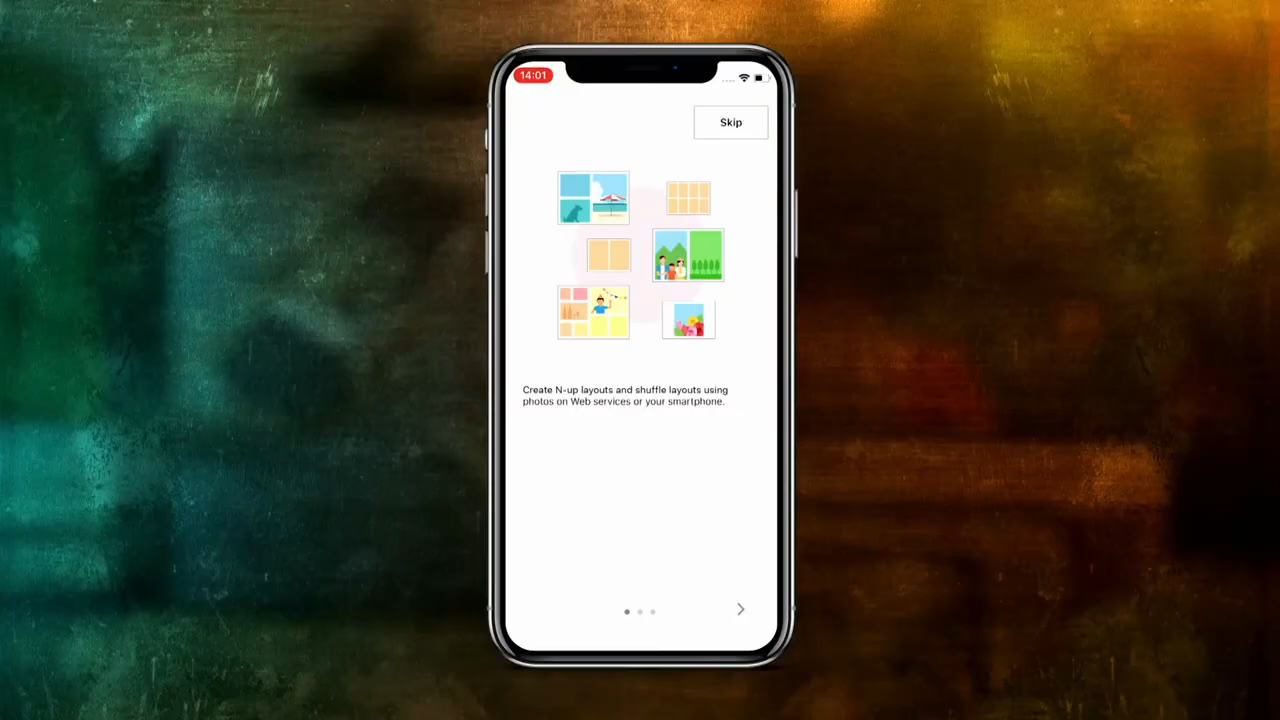 14:01
Skip
Create N-up layouts and shuffle layouts using
photos on Web services or your smartphone.